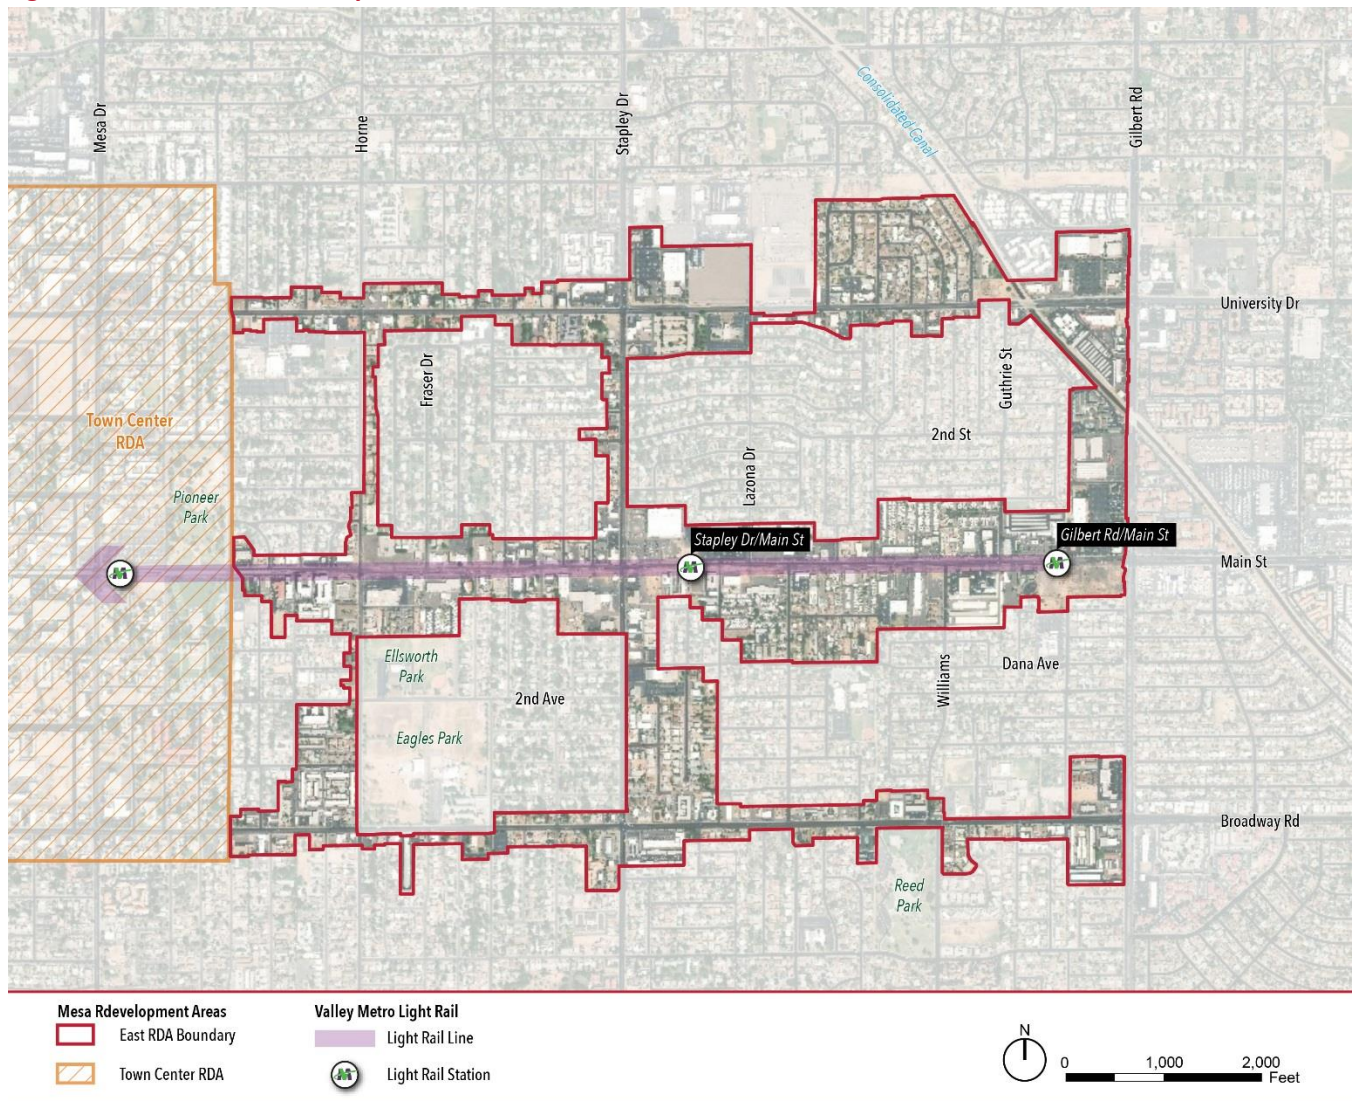 Mesa Dr
Horne
Stapley Dr
Consolidated Canal
Gilbert Rd
University Dr
Fraser Dr
Guthrie St
Town Center
RDA
2nd St
Lazona Dr
Pioneer
Park
Stapley Dr/Main St
Gilbert Rd/Main St
Main St
Ellsworth
Park
Dana Ave
Williams
2nd Ave
Eagles Park
Broadway Rd
Reed
Park
Mesa Rdevelopment Areas
East RDA Boundary
Town Center RDA
Valley Metro Light Rail
Light Rail Line
Light Rail Station
N
0 1,000 2,000
Feet